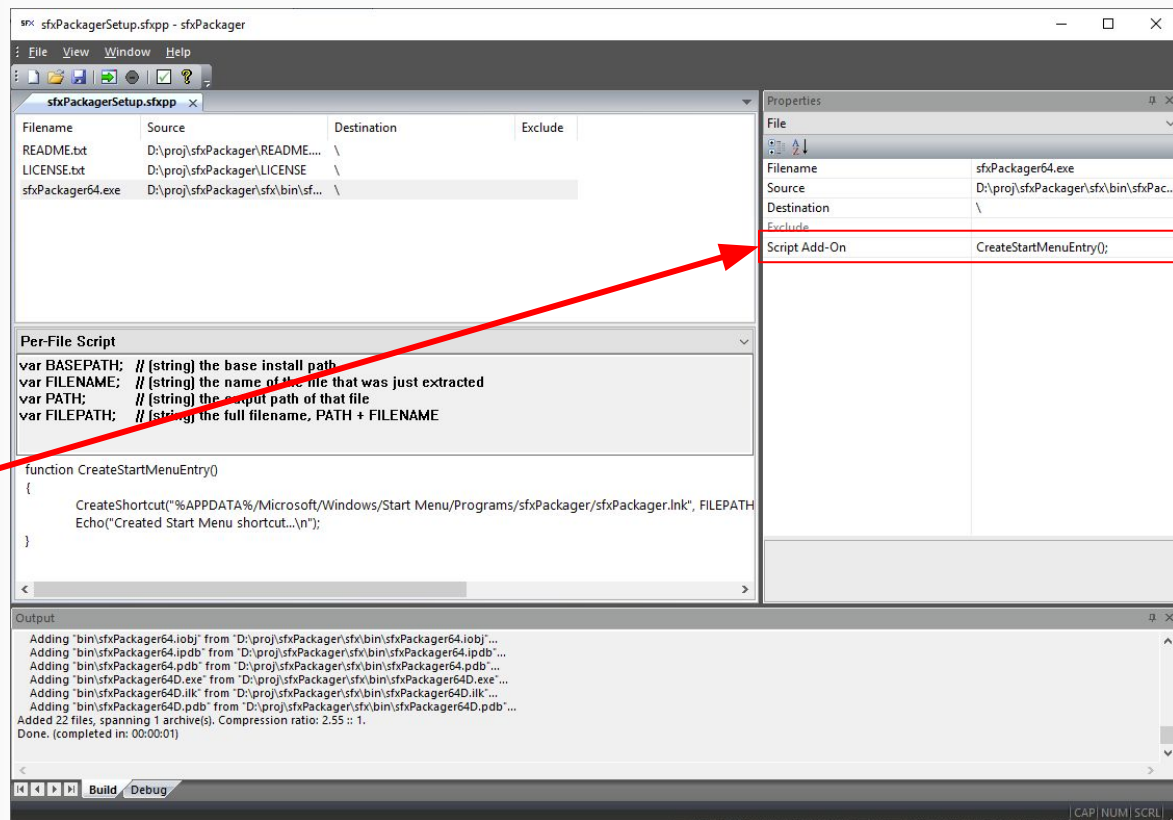 sfx sfxPackagerSetup.sfxpp - sfxPackager
File View Window Help
sfxPackagerSetup.sfxpp
Filename Source Destination Exclude
README.txt D:\proj\sfxPackager\README.... \
LICENSE.txt D:\proj\sfxPackager\LICENSE \
sfxPackager64.exe D:\proj\sfxPackager\sfx\bin\sf... \
Per-File Script
var BASEPATH; // (string) the base install path
var FILENAME; // (string) the name of the file that was just extracted
var PATH; // (string) the output path of that file
var FILEPATH; // (string) the full filename, PATH + FILENAME
function CreateStartMenuEntry()
{
CreateShortcut("%APPDATA%/Microsoft/Windows/Start Menu/Programs/sfxPackager/sfxPackager.lnk", FILEPATH
Echo("Created Start Menu shortcut...\n");
}
Properties
File
Filename sfxPackager64.exe
Source D:\proj\sfxPackager\sfx\bin\sfxPac...
Destination \
Exclude
Script Add-On CreateStartMenuEntry();
Output
Adding "bin\sfxPackager64.iobj" from "D:\proj\sfxPackager\sfx\bin\sfxPackager64.iobj"...
Adding "bin\sfxPackager64.ipdb" from "D:\proj\sfxPackager\sfx\bin\sfxPackager64.ipdb"...
Adding "bin\sfxPackager64.pdb" from "D:\proj\sfxPackager\sfx\bin\sfxPackager64.pdb"...
Adding "bin\sfxPackager64D.exe" from "D:\proj\sfxPackager\sfx\bin\sfxPackager64D.exe"...
Adding "bin\sfxPackager64D.ilk" from "D:\proj\sfxPackager\sfx\bin\sfxPackager64D.ilk"...
Adding "bin\sfxPackager64D.pdb" from "D:\proj\sfxPackager\sfx\bin\sfxPackager64D.pdb"...
Added 22 files, spanning 1 archive(s). Compression ratio: 2.55 :: 1.
Done. (completed in: 00:00:01)
Build Debug
CAP NUM SCRL